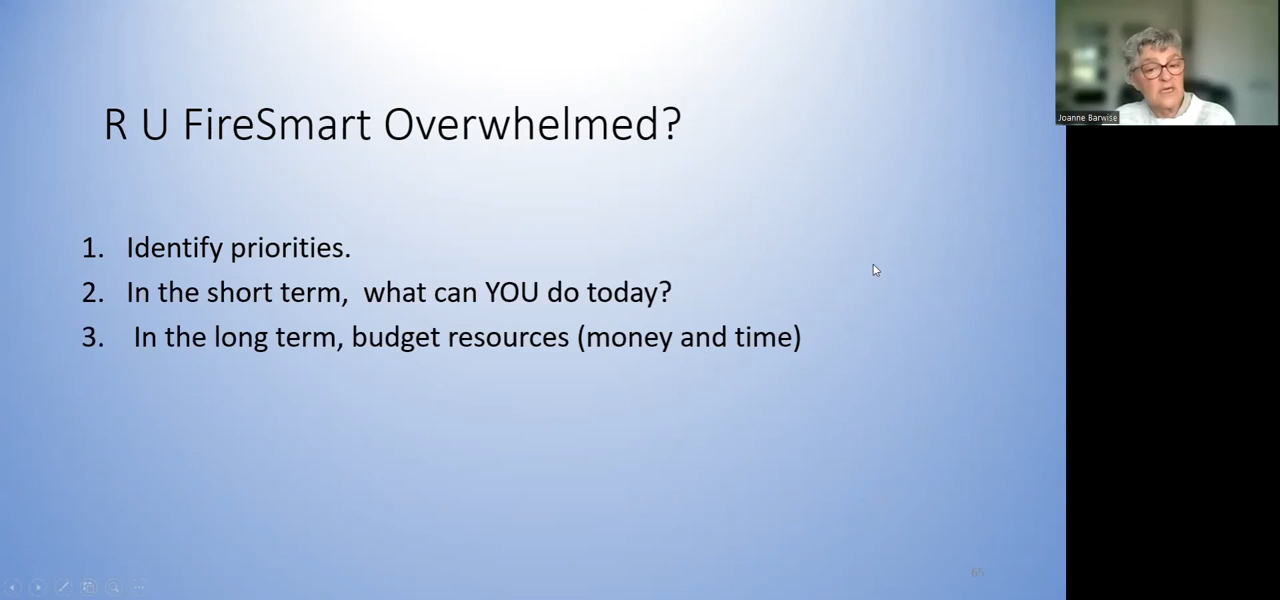 R U FireSmart Overwhelmed?
1. Identify priorities.
2. In the short term, what can YOU do today?
3. In the long term, budget resources (money and time)
Joanne Barwise
65